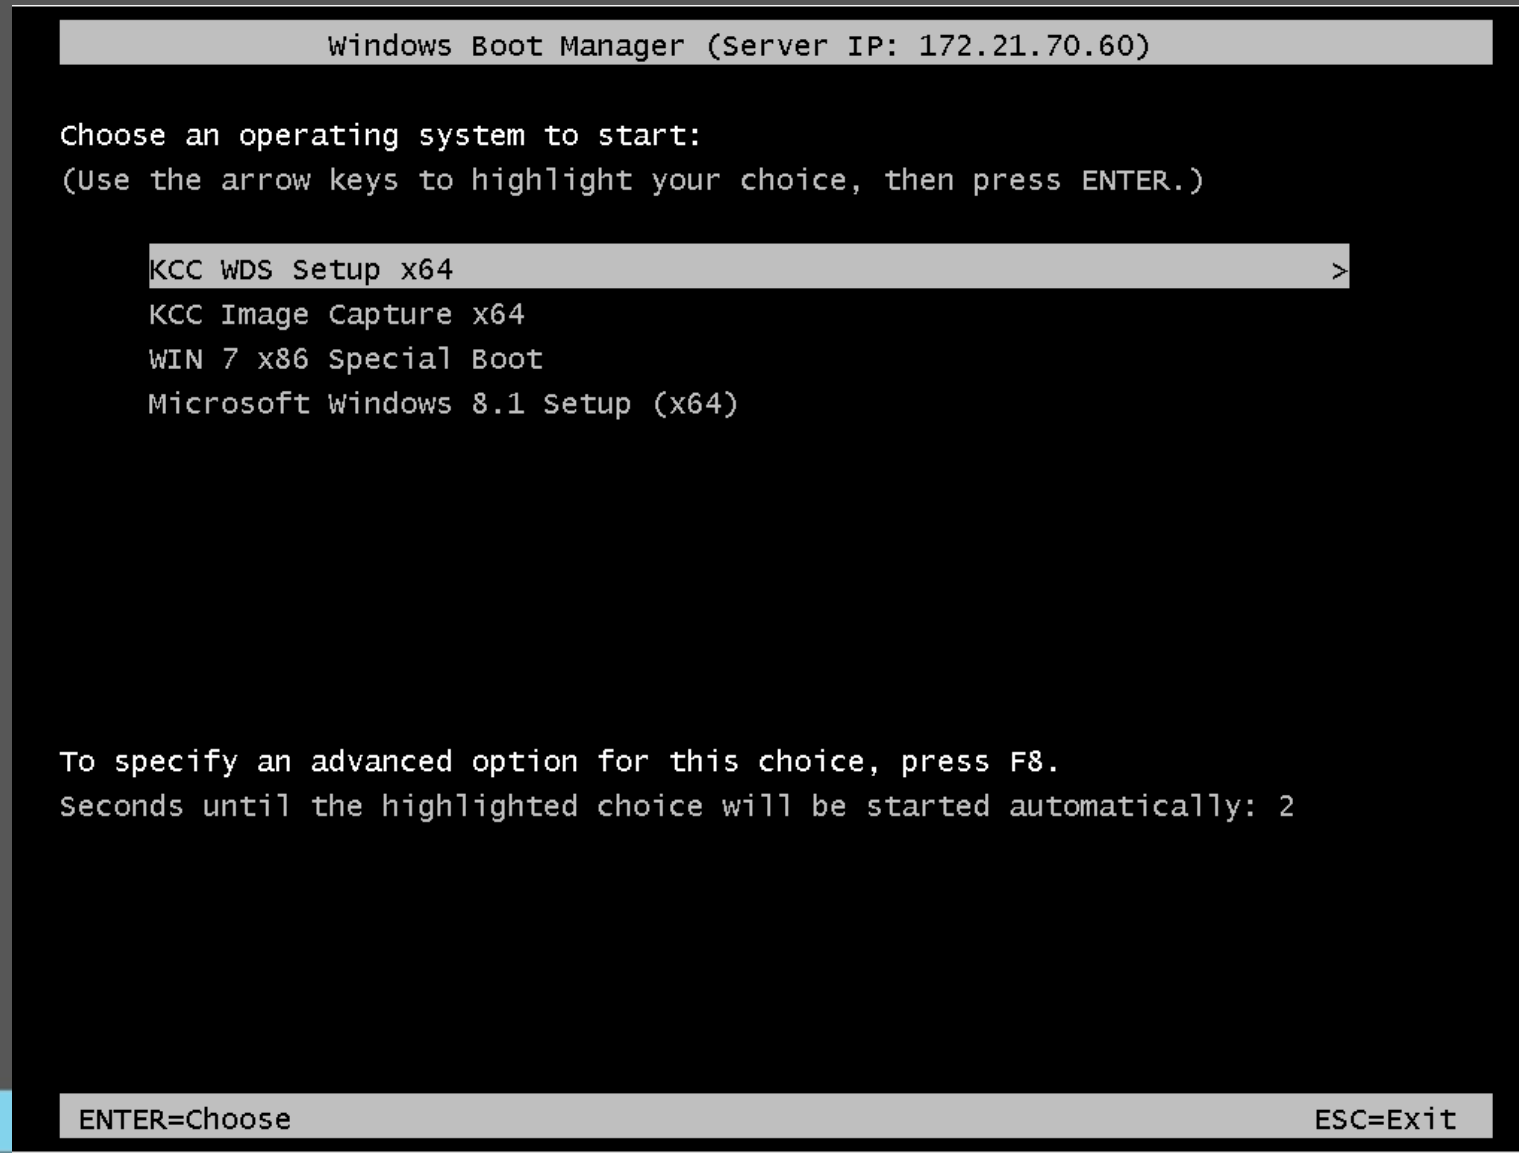 Windows Boot Manager (Server IP: 172.21.70.60)
Choose an operating system to start:
(Use the arrow keys to highlight your choice, then press ENTER.)
KCC WDS Setup x64 >
KCC Image Capture x64
WIN 7 x86 Special Boot
Microsoft Windows 8.1 Setup (x64)
To specify an advanced option for this choice, press F8.
Seconds until the highlighted choice will be started automatically: 2
ENTER=Choose ESC=Exit